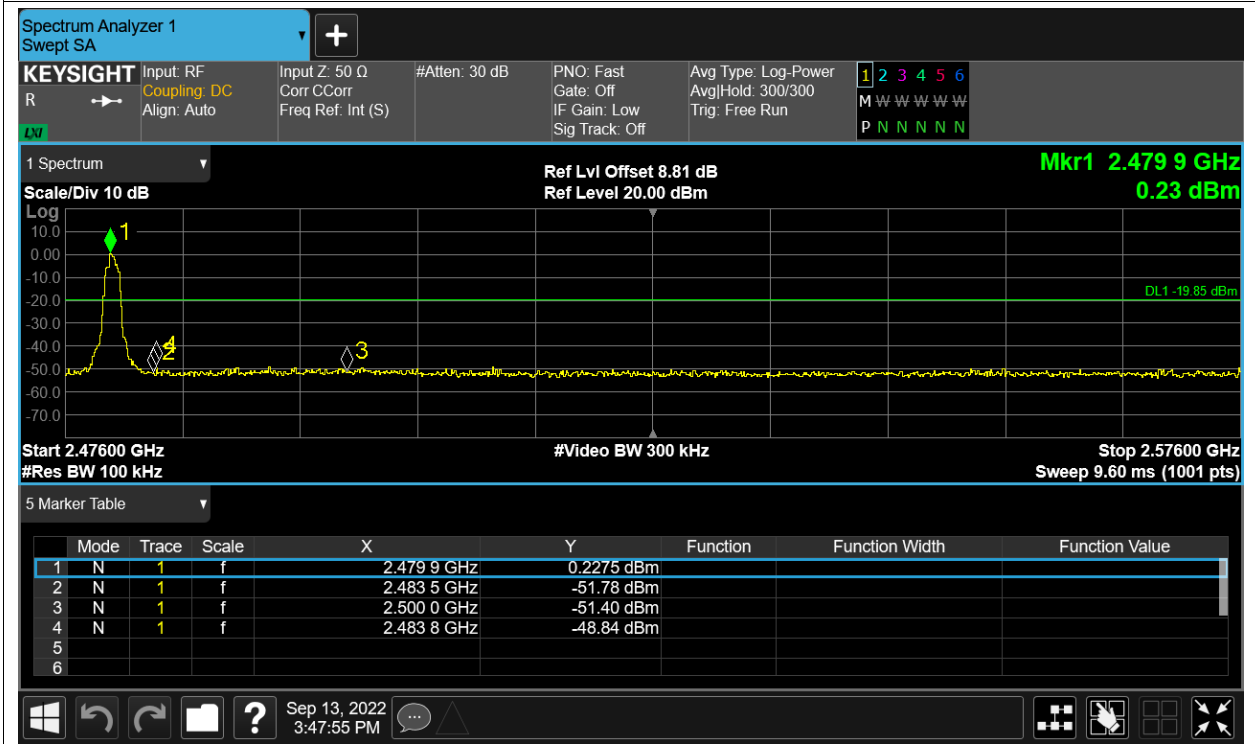 Spectrum Analyzer 1
Swept SA
KEYSIGHT Input: RF Input Z: 50 Ω #Atten: 30 dB PNO: Fast Avg Type: Log-Power 1 2 3 4 5 6
R Coupling: DC Corr CCorr Gate: Off Avg|Hold: 300/300 M W W W W W
Align: Auto Freq Ref: Int (S) IF Gain: Low Trig: Free Run
LXI Sig Track: Off P N N N N N
1 Spectrum Ref Lvl Offset 8.81 dB Mkr1 2.479 9 GHz
Scale/Div 10 dB Ref Level 20.00 dBm 0.23 dBm
Log
10.0
1
0.00
-10.0
DL1 -19.85 dBm
-20.0
-30.0
-40.0
4
2
3
-50.0
-60.0
-70.0
Start 2.47600 GHz #Video BW 300 kHz Stop 2.57600 GHz
#Res BW 100 kHz Sweep 9.60 ms (1001 pts)
5 Marker Table
Mode Trace Scale X Y Function Function Width Function Value
1 N 1 f 2.479 9 GHz 0.2275 dBm
2 N 1 f 2.483 5 GHz -51.78 dBm
3 N 1 f 2.500 0 GHz -51.40 dBm
4 N 1 f 2.483 8 GHz -48.84 dBm
5
6
? Sep 13, 2022
3:47:55 PM